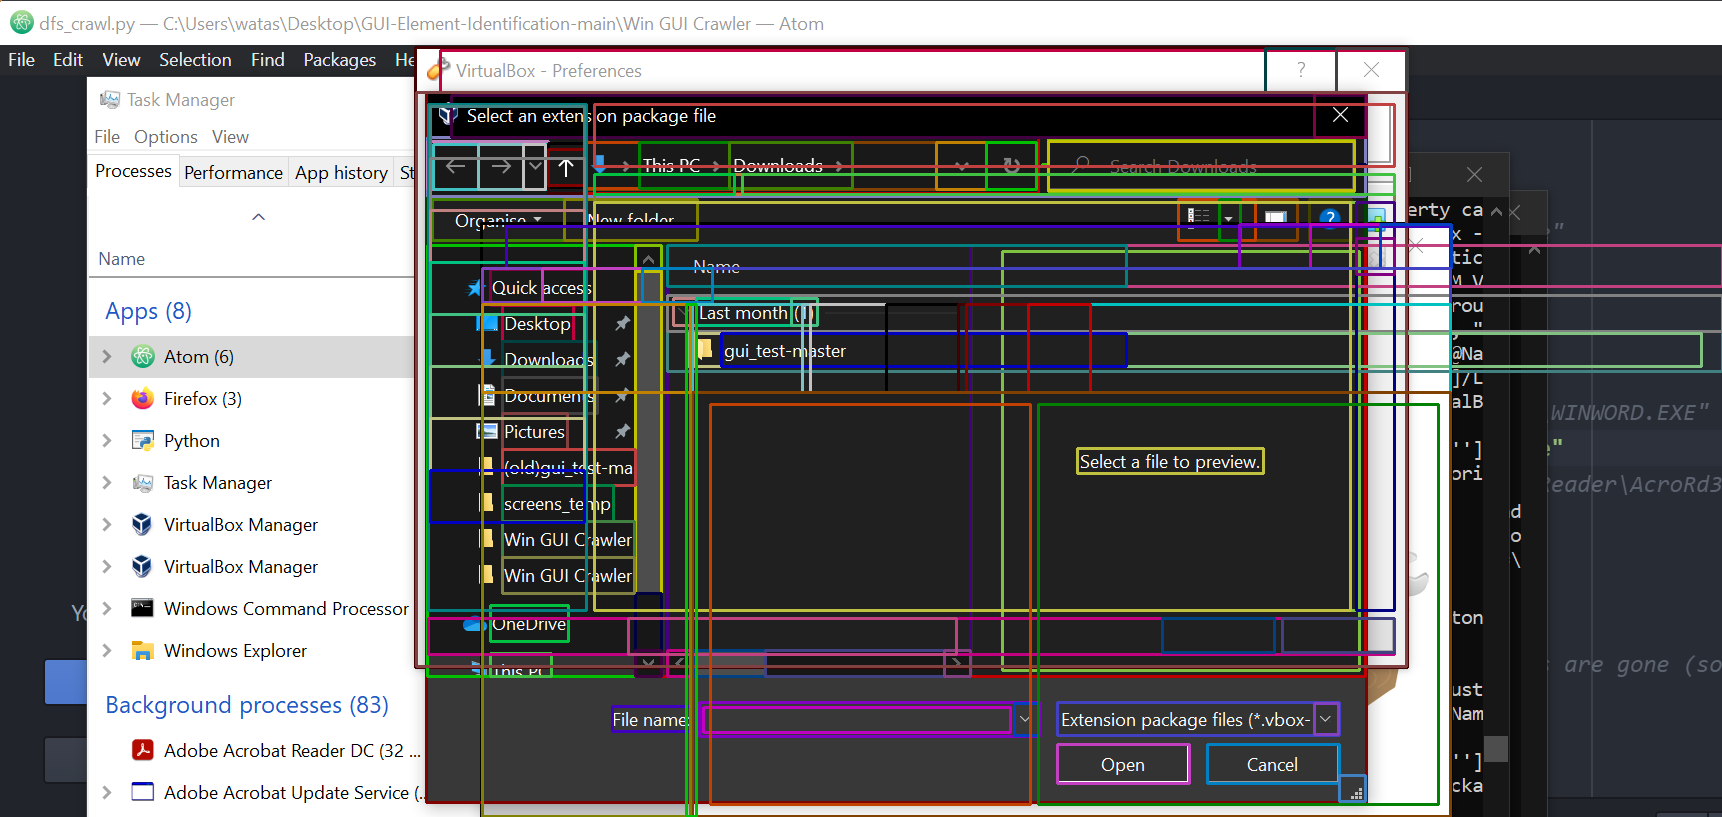 dfs_crawl.py — C:\Users\watas\Desktop\GUI-Element-Identification-main\Win GUI Crawler — Atom
File Edit View Selection Find Packages He
VirtualBox - Preferences
?
Task Manager
File Options View
Processes Performance App history St
Name
Apps (8)
Atom (6)
Firefox (3)
Python
Task Manager
VirtualBox Manager
VirtualBox Manager
Windows Command Processor
Windows Explorer
Background processes (83)
Adobe Acrobat Reader DC (32 ...
Adobe Acrobat Update Service (..
Select an extension package file
This PC
Downloads
Search Downloads
Organise
New folder
?
Name
Quick access
Desktop
Downloads
Documents
Pictures
(old)gui_test-ma
screens_temp
Win GUI Crawler
Win GUI Crawler
OneDrive
This PC
Last month (1)
gui_test-master
Select a file to preview.
File name:
Extension package files (*.vbox-
Open
Cancel
erty ca
x -
tic
M V
rou
"
@Na
]/L
alB
'']
ori
WINWORD.EXE"
e"
Reader\AcroRd3
d
o
\
ton
s are gone (so
ust
Nam
'']
cka